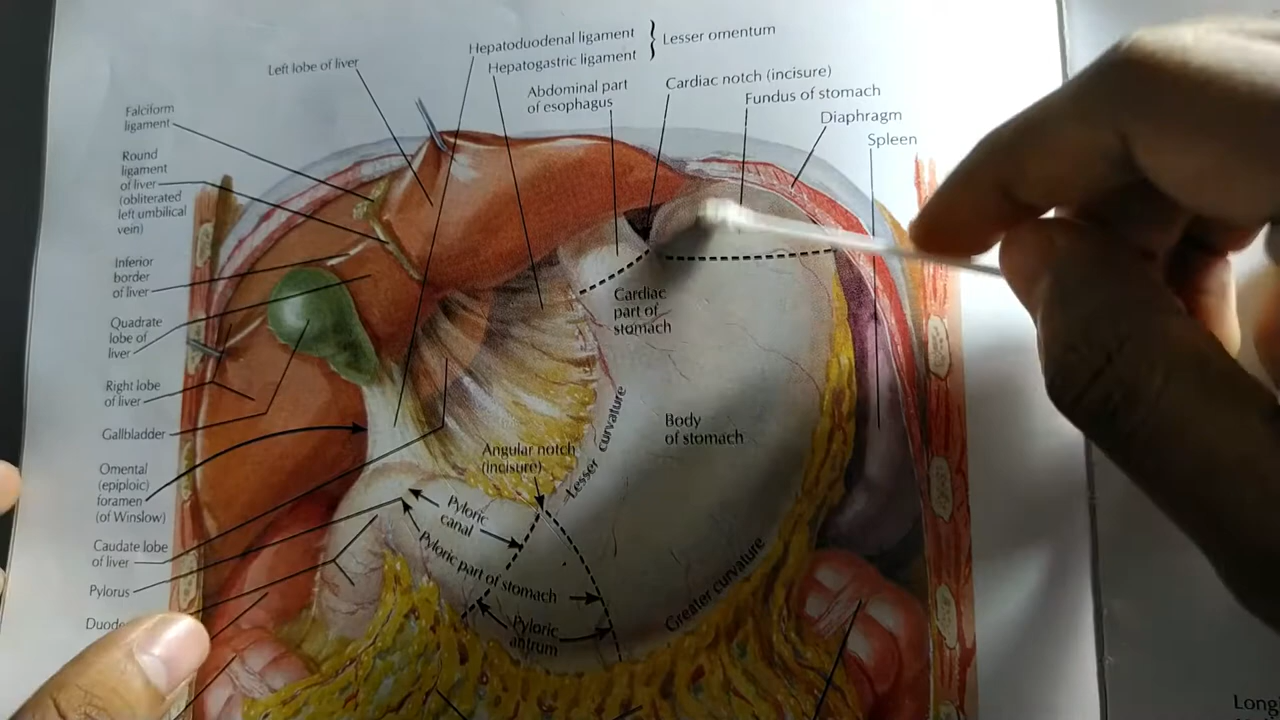 Hepatoduodenal ligament
Hepatogastric ligament
Lesser omentum
Left lobe of liver
Abdominal part
of esophagus
Cardiac notch (incisure)
Fundus of stomach
Diaphragm
Spleen
Falciform
ligament
Round
ligament
of liver
(obliterated
left umbilical
vein)
Inferior
border
of liver
Quadrate
lobe of
liver
Right lobe
of liver
Gallbladder
Omental
(epiploic)
foramen
(of Winslow)
Caudate lobe
of liver
Pylorus
Cardiac
part of
stomach
Body
of stomach
Lesser curvature
Angular notch
(incisure)
Pyloric
canal
Pyloric part of stomach
Pyloric
antrum
Greater curvature
Long